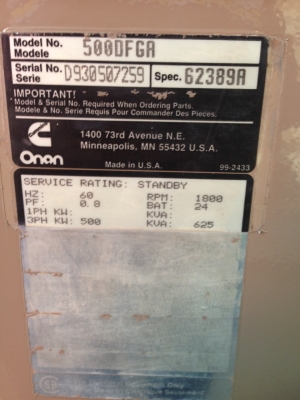 Model No. 500DFGA
Modele
Serial No. D930507259 Spec. 62389A
Serie
IMPORTANT!
Model & Serial No. Required When Ordering Parts.
Modele & No. Serie Requis Pour Commander Des Pieces.
1400 73rd Avenue N.E.
Minneapolis, MN 55432 U.S.A.
Onan
Made in U.S.A. 99-2433
SERVICE RATING: STANDBY
HZ: 60 RPM: 1800
PF: 0.8 BAT: 24
1PH KW: KVA:
3PH KW: 500 KVA: 625